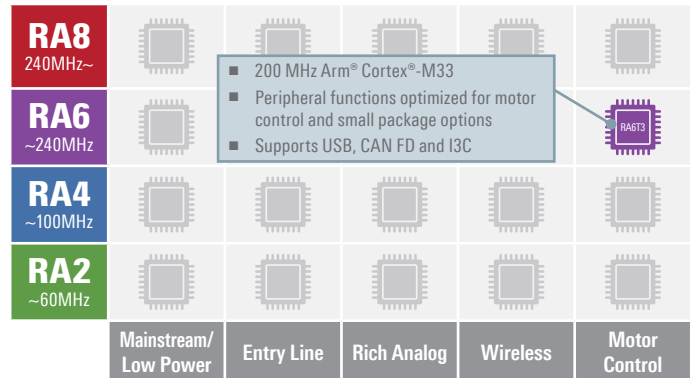 RA8
240MHz~
■ 200 MHz Arm® Cortex®-M33
■ Peripheral functions optimized for motor
control and small package options
■ Supports USB, CAN FD and I3C
RA6
~240MHz
RA6T3
RA4
~100MHz
RA2
~60MHz
Mainstream/
Low Power
Entry Line
Rich Analog
Wireless
Motor
Control